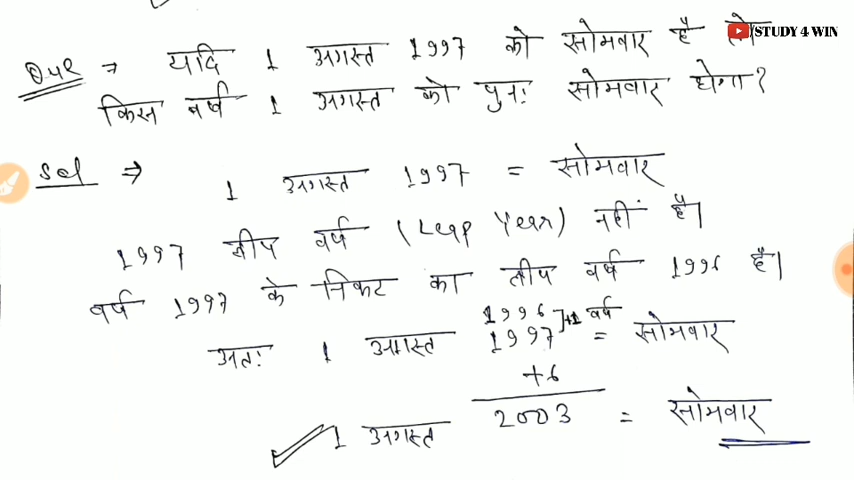 STUDY 4 WIN
Que ⇒ यदि 1 अगस्त 1997 को सोमवार है तो
किस वर्ष 1 अगस्त को पुनः सोमवार होगा?
Sol ⇒ 1 अगस्त 1997 = सोमवार
1997 लीप वर्ष (Leap Year) नहीं है।
वर्ष 1997 के निकट का लीप वर्ष 1996 है।
1996 ]+1 वर्ष
अतः 1 अगस्त 1997 = सोमवार
+6
1 अगस्त 2003 = सोमवार